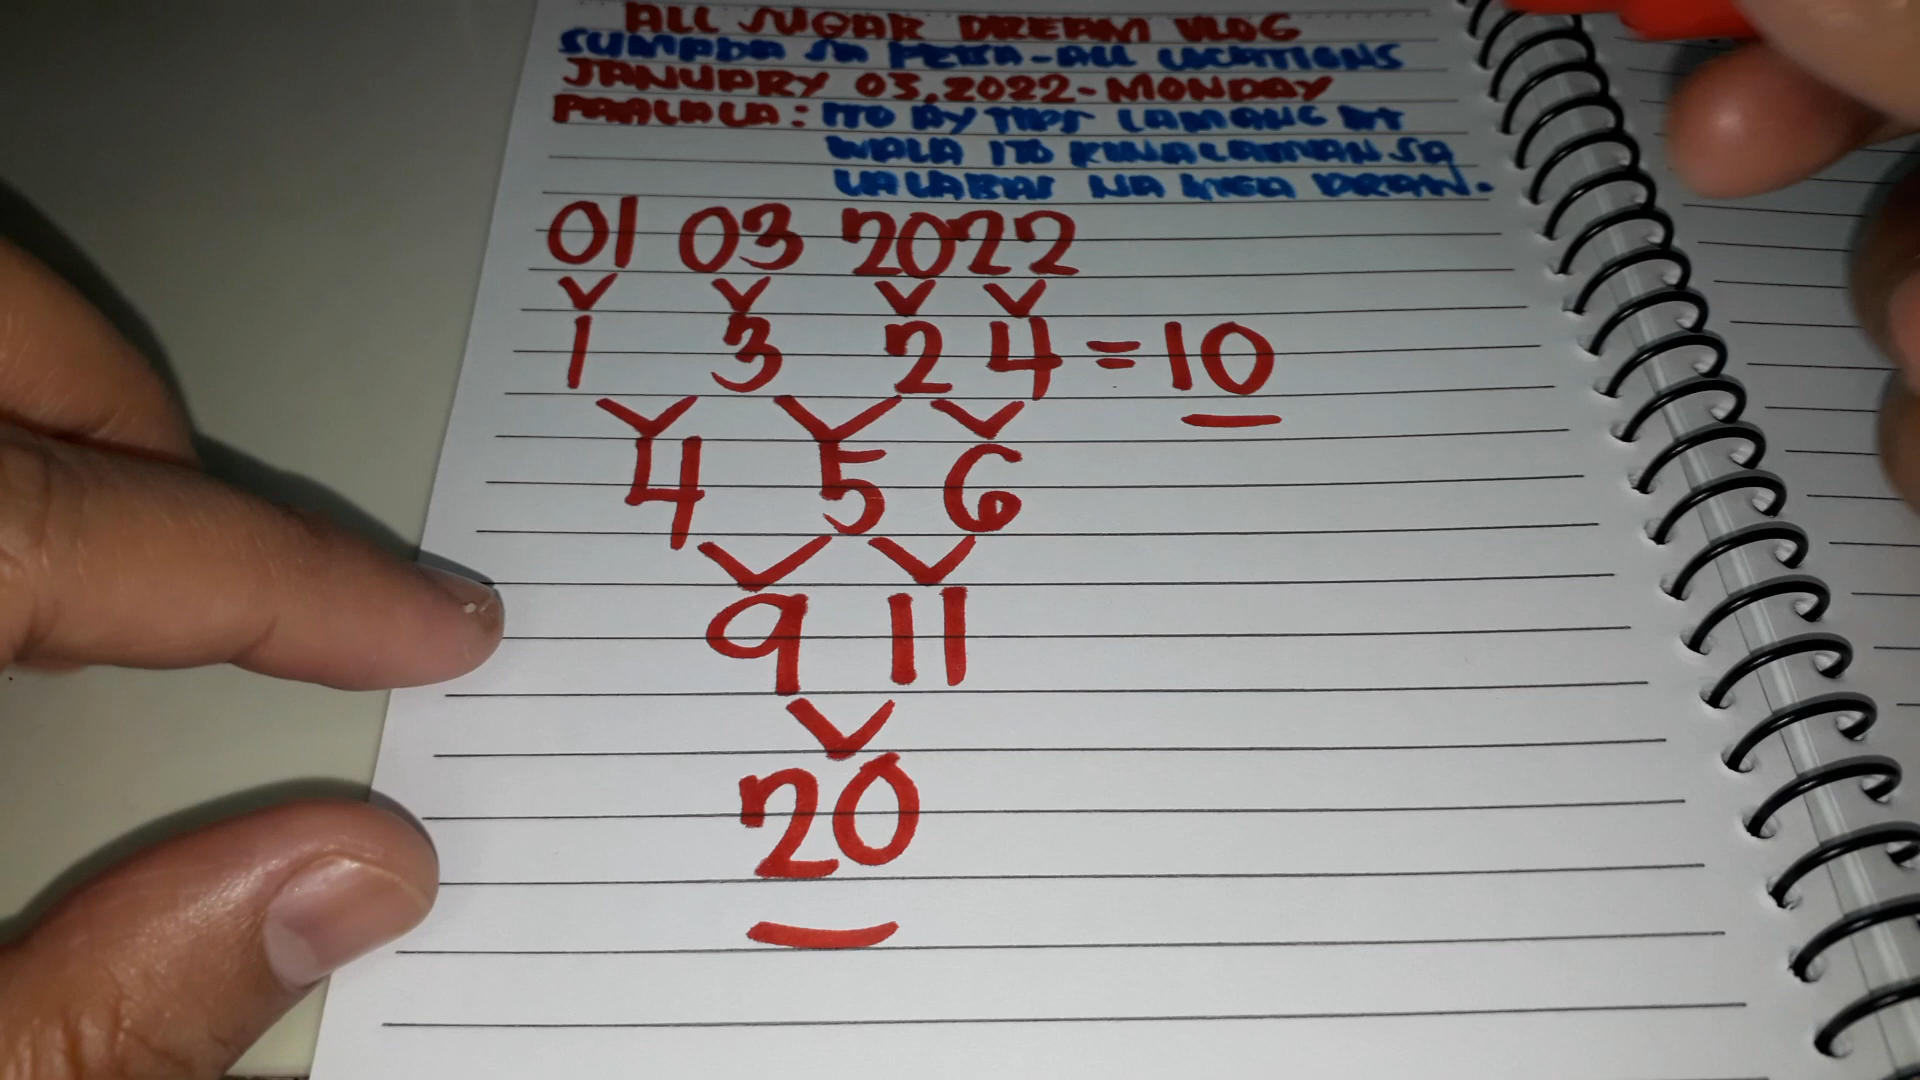 ALL SUGAR DREAM VLOG
SUMADA SA PETSA-ALL LOCATIONS
JANUARY 03,2022-MONDAY
PAALALA: ITO AY TIPS LAMANG AT
WALA ITO KINALAMAN SA
LALABAS NA MGA DRAW.
01 03 2022
1 3 2 4 = 10
4 5 6
9 11
20